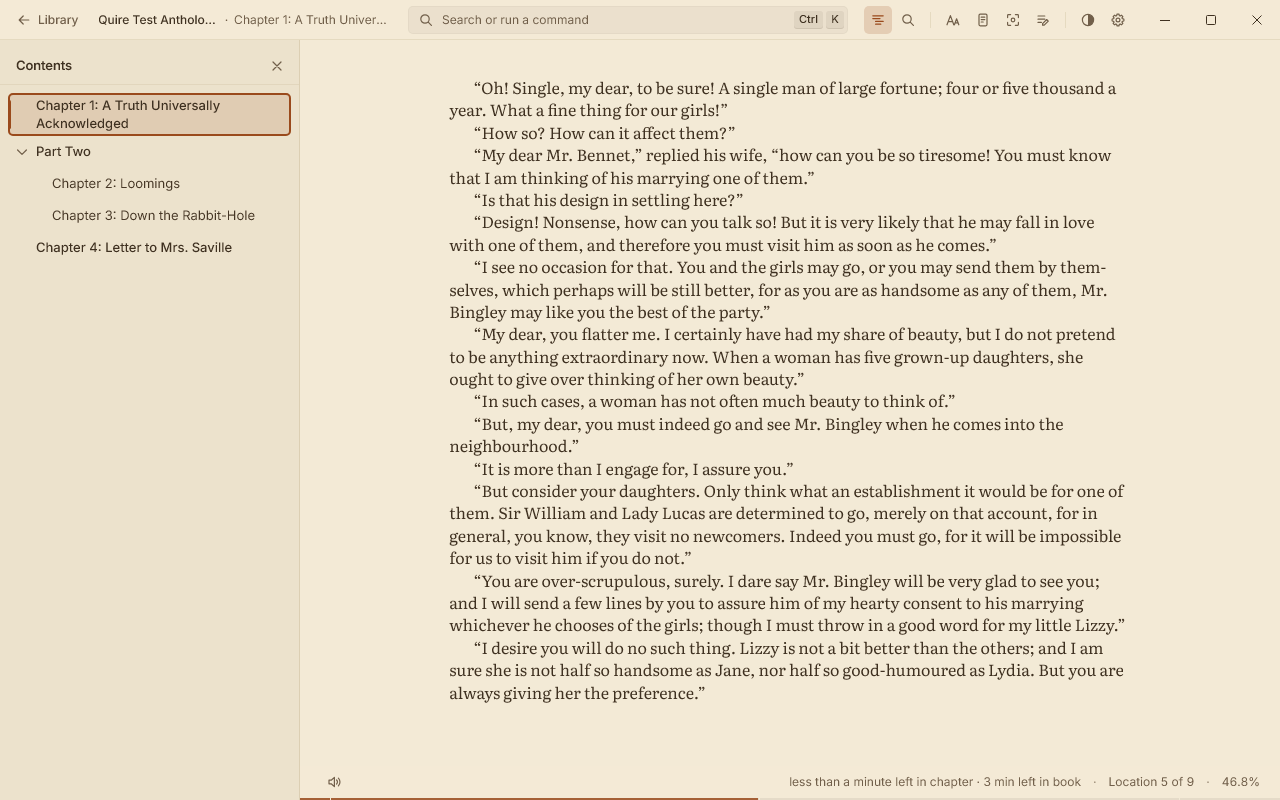 Library
Quire Test Antholo... · Chapter 1: A Truth Univer...
Search or run a command
Ctrl K
Contents
Chapter 1: A Truth Universally
Acknowledged
Part Two
Chapter 2: Loomings
Chapter 3: Down the Rabbit-Hole
Chapter 4: Letter to Mrs. Saville
“Oh! Single, my dear, to be sure! A single man of large fortune; four or five thousand a
year. What a fine thing for our girls!”
“How so? How can it affect them?”
“My dear Mr. Bennet,” replied his wife, “how can you be so tiresome! You must know
that I am thinking of his marrying one of them.”
“Is that his design in settling here?”
“Design! Nonsense, how can you talk so! But it is very likely that he may fall in love
with one of them, and therefore you must visit him as soon as he comes.”
“I see no occasion for that. You and the girls may go, or you may send them by them-
selves, which perhaps will be still better, for as you are as handsome as any of them, Mr.
Bingley may like you the best of the party.”
“My dear, you flatter me. I certainly have had my share of beauty, but I do not pretend
to be anything extraordinary now. When a woman has five grown-up daughters, she
ought to give over thinking of her own beauty.”
“In such cases, a woman has not often much beauty to think of.”
“But, my dear, you must indeed go and see Mr. Bingley when he comes into the
neighbourhood.”
“It is more than I engage for, I assure you.”
“But consider your daughters. Only think what an establishment it would be for one of
them. Sir William and Lady Lucas are determined to go, merely on that account, for in
general, you know, they visit no newcomers. Indeed you must go, for it will be impossible
for us to visit him if you do not.”
“You are over-scrupulous, surely. I dare say Mr. Bingley will be very glad to see you;
and I will send a few lines by you to assure him of my hearty consent to his marrying
whichever he chooses of the girls; though I must throw in a good word for my little Lizzy.”
“I desire you will do no such thing. Lizzy is not a bit better than the others; and I am
sure she is not half so handsome as Jane, nor half so good-humoured as Lydia. But you are
always giving her the preference.”
less than a minute left in chapter · 3 min left in book · Location 5 of 9 · 46.8%